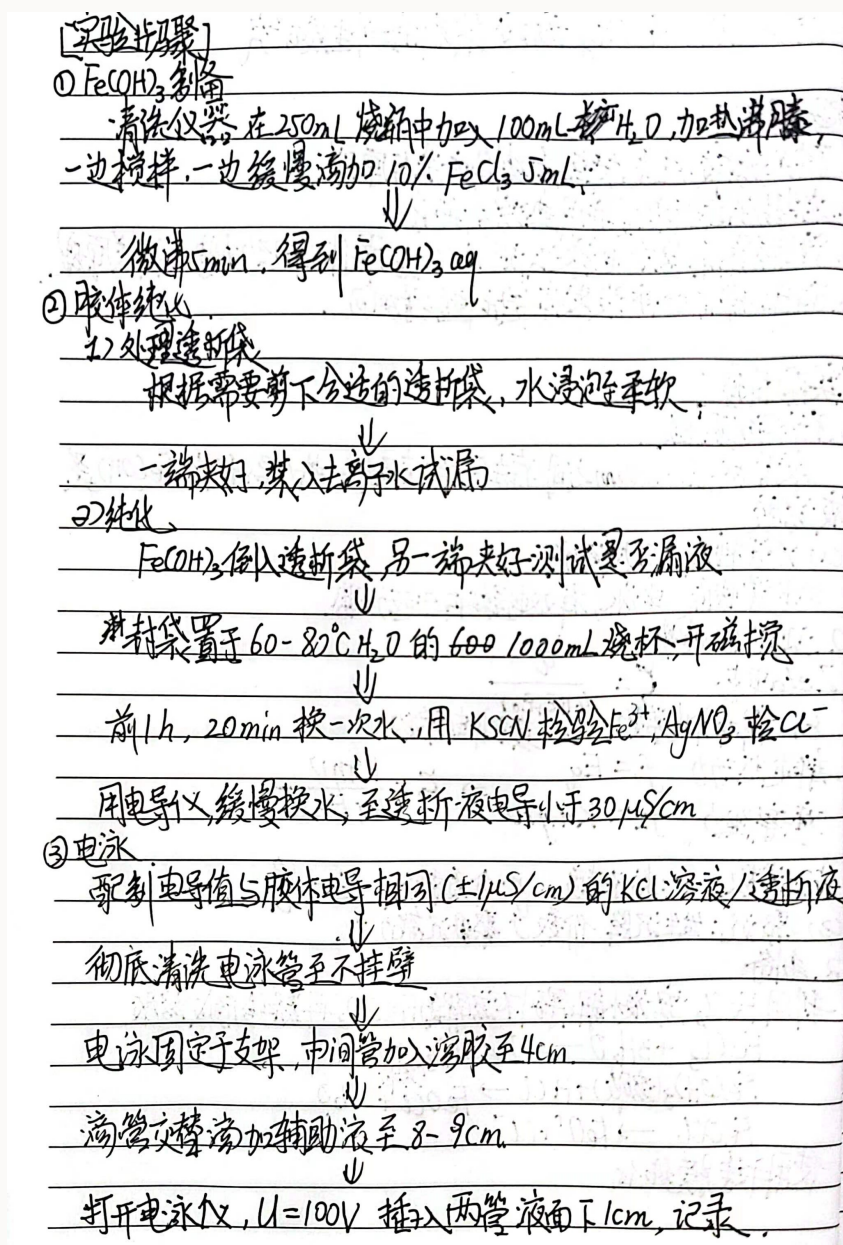 [实验步骤]
① Fe(OH)₃制备
清洗仪器,在250mL烧瓶中加入100mL H₂O,加热沸腾,
一边搅拌,一边缓慢滴加10% FeCl₃ 5mL,
⇓
微沸5min,得到Fe(OH)₃ aq
② 胶体纯化
1)处理透析袋
根据需要剪下合适的透析袋,水浸泡至柔软;
⇓
一端夹好,装入去离子水试漏
2)纯化
Fe(OH)₃倒入透析袋,另一端夹好测试是否漏液
⇓
封袋置于60-80℃ H₂O的 1000mL烧杯,开磁搅
⇓
前1h,20min换一次水,用KSCN检验Fe³⁺,AgNO₃检Cl⁻
⇓
用电导仪,缓慢换水,至透析液电导小于30μS/cm
③ 电泳
配制电导值与胶体电导相同(±1μS/cm)的KCl溶液/透析液
⇓
彻底清洗电泳管至不挂壁
⇓
电泳固定于支架,中间管加入溶胶至4cm.
⇓
滴管交替滴加辅助液至8-9cm.
⇓
打开电泳仪,U=100V 插入两管液面下1cm,记录.